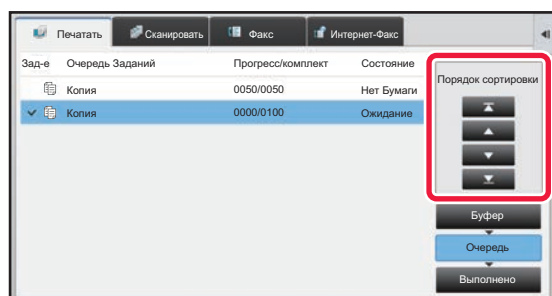 Печатать Сканировать Факс Интернет-Факс
Зад-е Очередь Заданий Прогресс/комплект Состояние
Копия 0050/0050 Нет Бумаги
Копия 0000/0100 Ожидание
Порядок сортировки
Буфер
Очередь
Выполнено